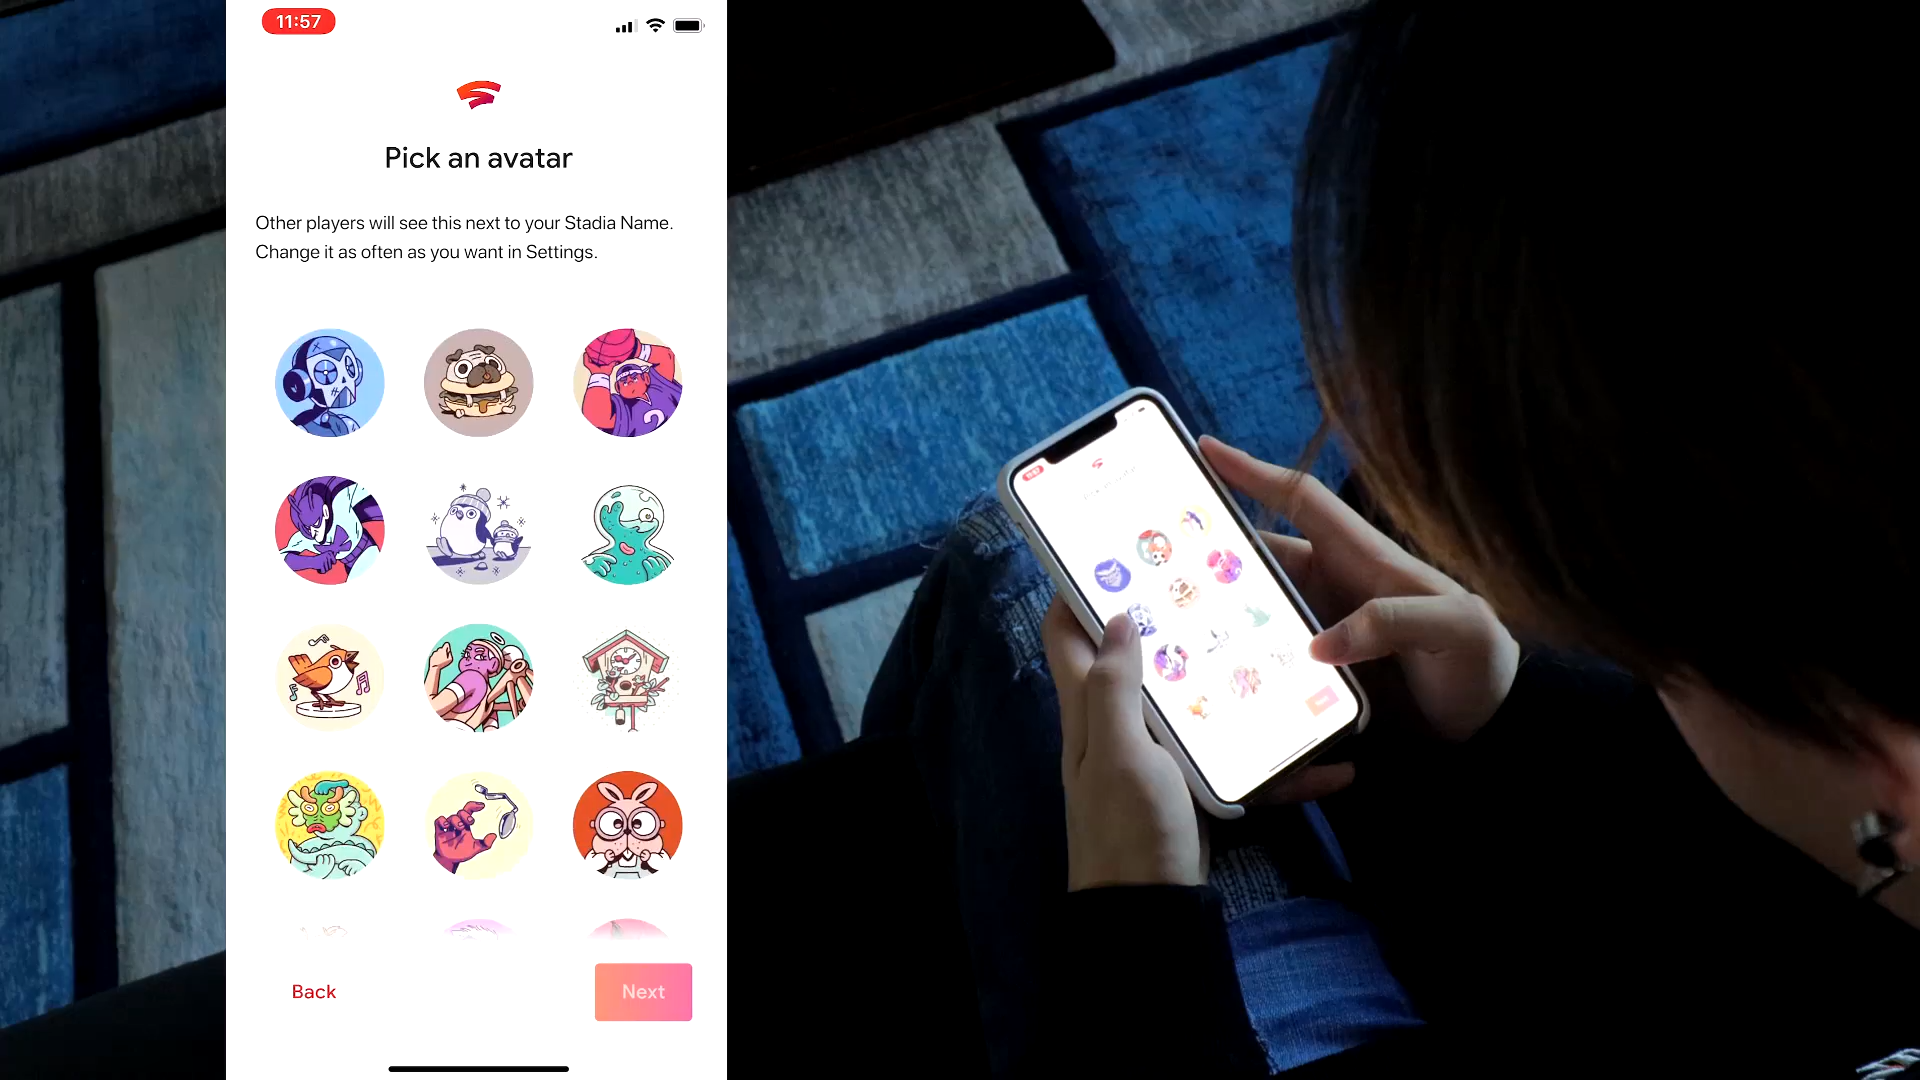 11:57
Pick an avatar
Other players will see this next to your Stadia Name.
Change it as often as you want in Settings.
2
Back
Next